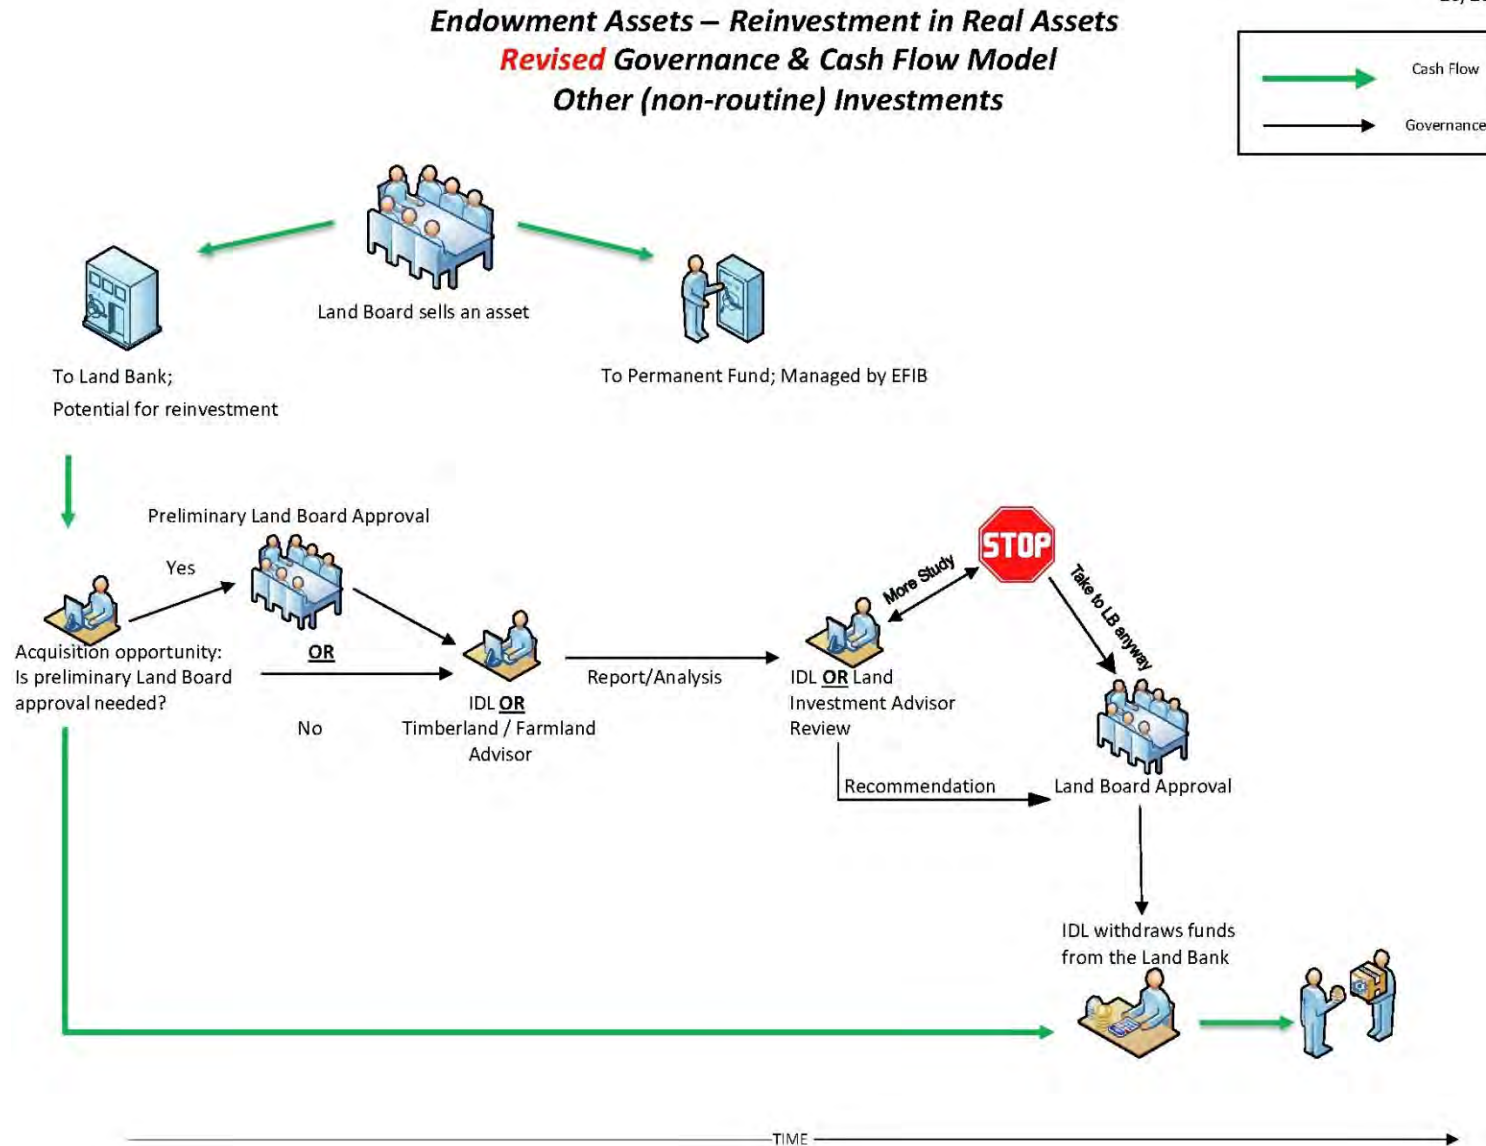 Endowment Assets – Reinvestment in Real Assets
Revised Governance & Cash Flow Model
Other (non-routine) Investments
Cash Flow
Governance
Land Board sells an asset
To Land Bank;
Potential for reinvestment
To Permanent Fund; Managed by EFIB
Preliminary Land Board Approval
Yes
STOP
More Study
Take to LB anyway
Acquisition opportunity:
Is preliminary Land Board
approval needed?
OR
No
IDL OR
Timberland / Farmland
Advisor
Report/Analysis
IDL OR Land
Investment Advisor
Review
Recommendation
Land Board Approval
IDL withdraws funds
from the Land Bank
TIME